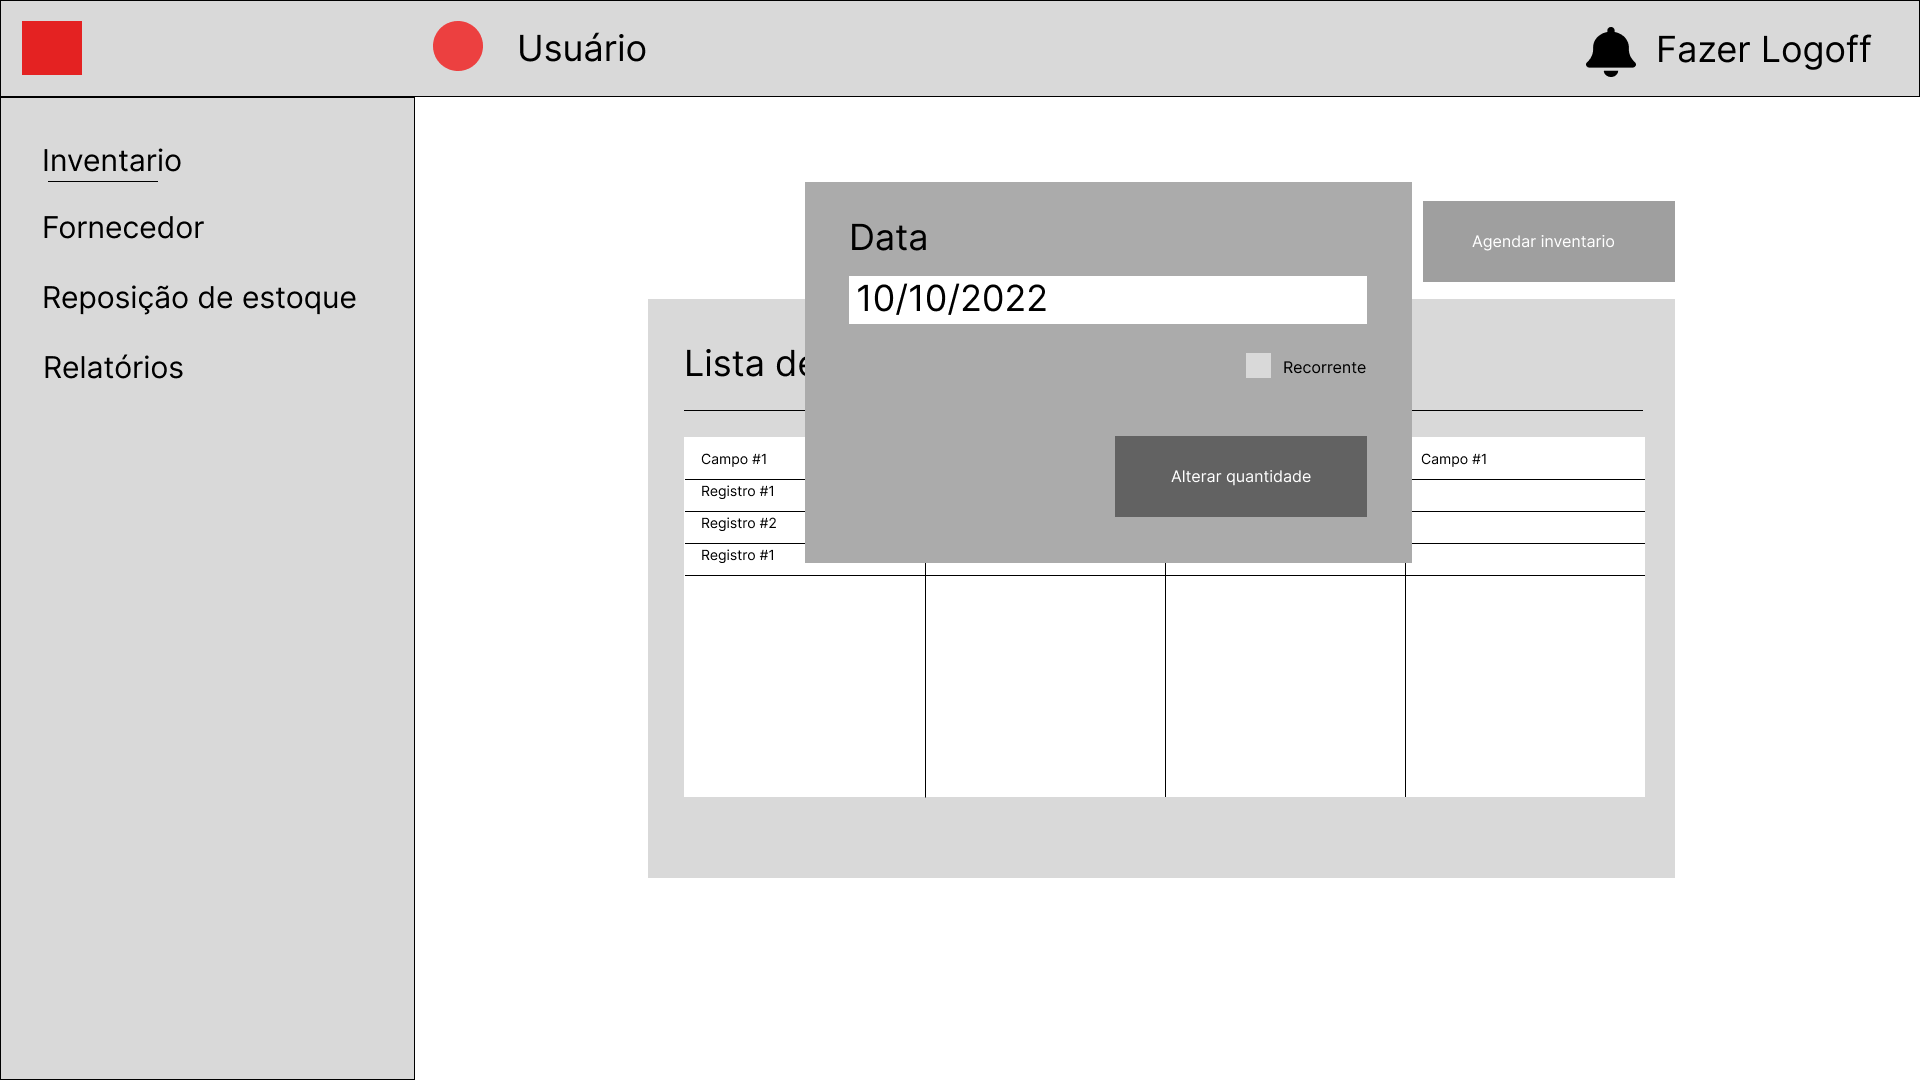 Usuário
Fazer Logoff
Inventario
Fornecedor
Reposição de estoque
Relatórios
Agendar inventario
Data
10/10/2022
Recorrente
Alterar quantidade
Lista de
Campo #1 Campo #1
Registro #1
Registro #2
Registro #1